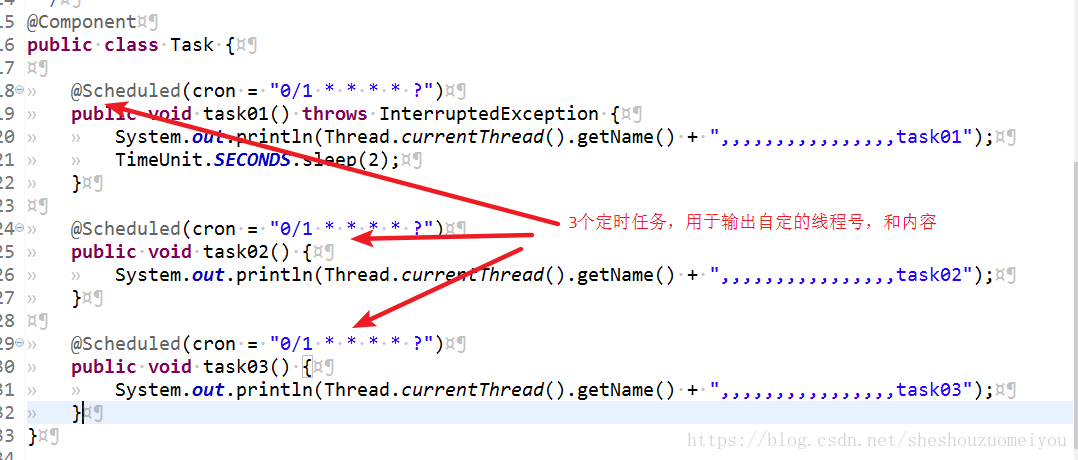 15 @Component¤¶
16 public·class·Task·{¤¶
17 ¤¶
18 » @Scheduled(cron·=·"0/1·*·*·*·*·?")¤¶
19 » public·void·task01()·throws·InterruptedException·{¤¶
20 » » System.out.println(Thread.currentThread().getName()·+·",,,,,,,,,,,,,,,,task01");¤¶
21 » » TimeUnit.SECONDS.sleep(2);¤¶
22 » }¤¶
23 ¤¶
24 » @Scheduled(cron·=·"0/1·*·*·*·*·?")¤¶
3个定时任务，用于输出自定的线程号，和内容
25 » public·void·task02()·{¤¶
26 » » System.out.println(Thread.currentThread().getName()·+·",,,,,,,,,,,,,,,,task02");¤¶
27 » }¤¶
28 ¤¶
29 » @Scheduled(cron·=·"0/1·*·*·*·*·?")¤¶
30 » public·void·task03()·{¤¶
31 » » System.out.println(Thread.currentThread().getName()·+·",,,,,,,,,,,,,,,,task03");¤¶
32 » }¤¶
33 }¤¶
https://blog.csdn.net/sheshouzuomeiyou